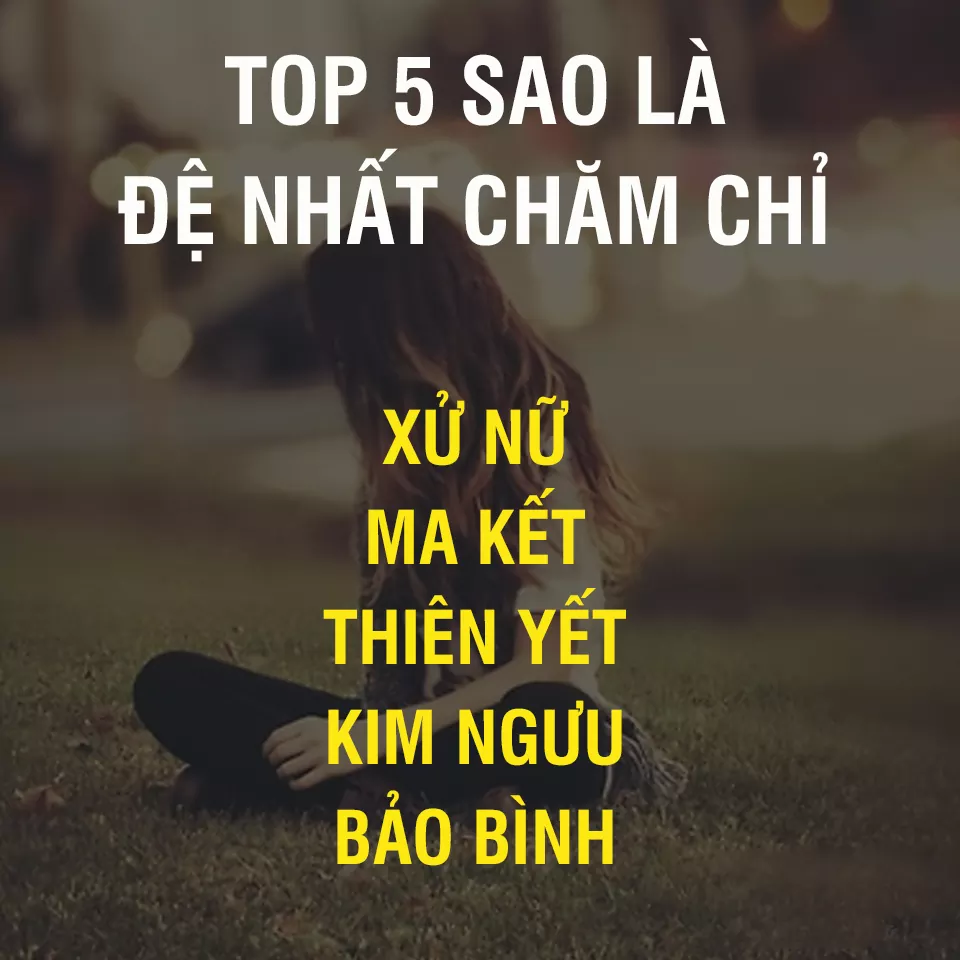 TOP 5 SAO LÀ
ĐỆ NHẤT CHĂM CHỈ
XỬ NỮ
MA KẾT
THIÊN YẾT
KIM NGƯU
BẢO BÌNH